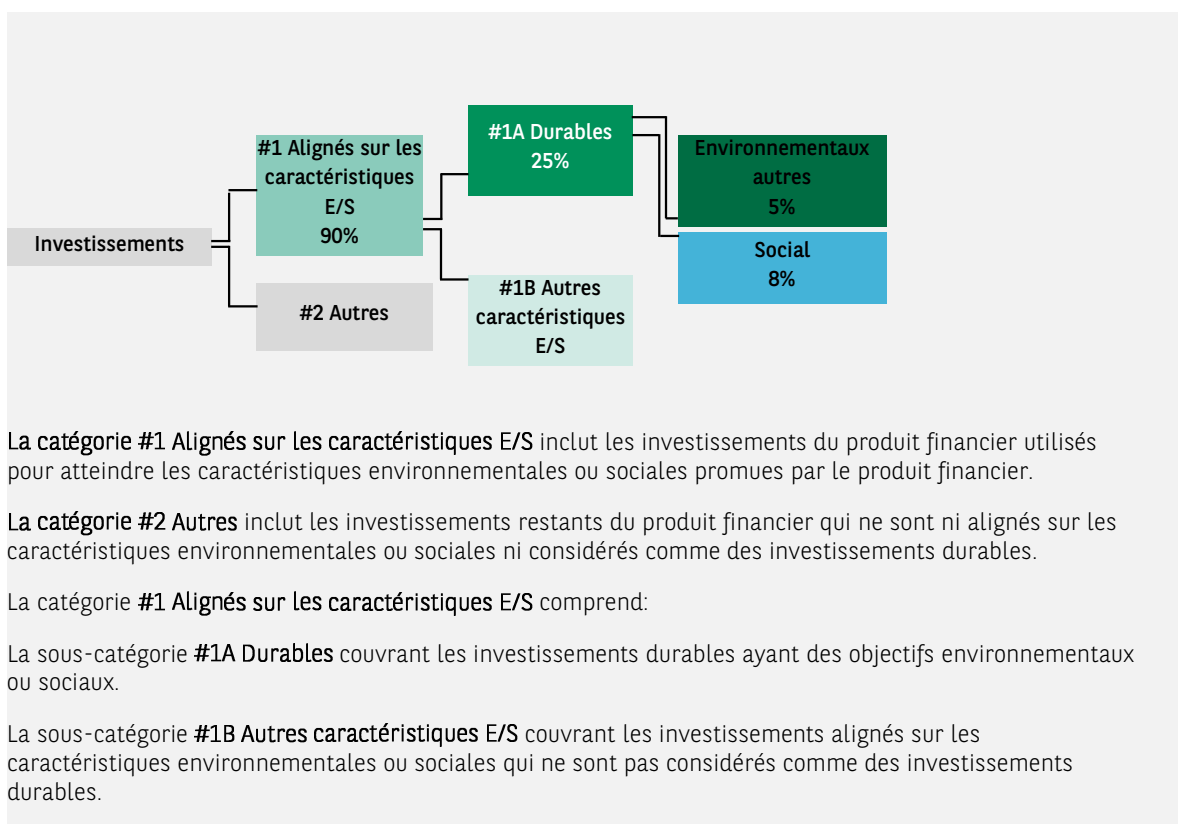 Investissements
#1 Alignés sur les
caractéristiques
E/S
90%
#2 Autres
#1A Durables
25%
#1B Autres
caractéristiques
E/S
Environnementaux
autres
5%
Social
8%
La catégorie #1 Alignés sur les caractéristiques E/S inclut les investissements du produit financier utilisés
pour atteindre les caractéristiques environnementales ou sociales promues par le produit financier.
La catégorie #2 Autres inclut les investissements restants du produit financier qui ne sont ni alignés sur les
caractéristiques environnementales ou sociales ni considérés comme des investissements durables.
La catégorie #1 Alignés sur les caractéristiques E/S comprend:
La sous-catégorie #1A Durables couvrant les investissements durables ayant des objectifs environnementaux
ou sociaux.
La sous-catégorie #1B Autres caractéristiques E/S couvrant les investissements alignés sur les
caractéristiques environnementales ou sociales qui ne sont pas considérés comme des investissements
durables.